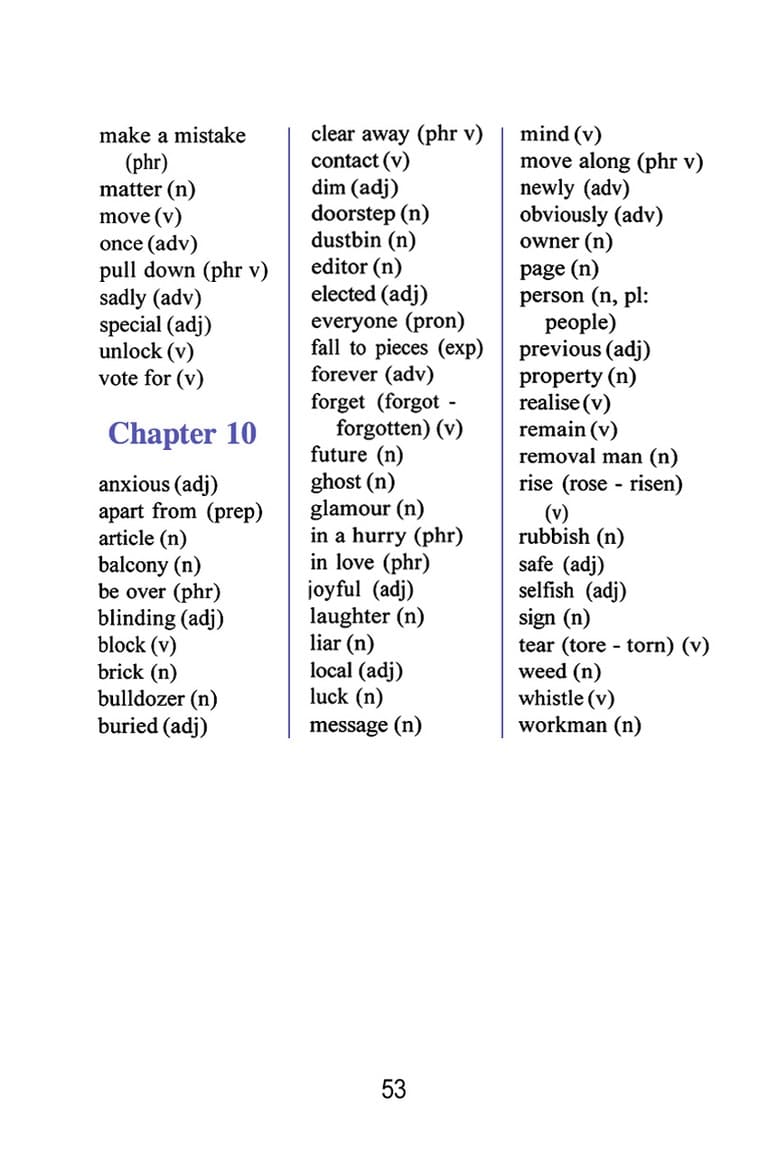 make a mistake
(phr)
matter (n)
move (v)
once (adv)
pull down (phr v)
sadly (adv)
special (adj)
unlock (v)
vote for (v)
Chapter 10
anxious (adj)
apart from (prep)
article (n)
balcony (n)
be over (phr)
blinding (adj)
block (v)
brick (n)
bulldozer (n)
buried (adj)
clear away (phr v)
contact (v)
dim (adj)
doorstep (n)
dustbin (n)
editor (n)
elected (adj)
everyone (pron)
fall to pieces (exp)
forever (adv)
forget (forgot -
forgotten) (v)
future (n)
ghost (n)
glamour (n)
in a hurry (phr)
in love (phr)
joyful (adj)
laughter (n)
liar (n)
local (adj)
luck (n)
message (n)
mind (v)
move along (phr v)
newly (adv)
obviously (adv)
owner (n)
page (n)
person (n, pl:
people)
previous (adj)
property (n)
realise (v)
remain (v)
removal man (n)
rise (rose - risen)
(v)
rubbish (n)
safe (adj)
selfish (adj)
sign (n)
tear (tore - torn) (v)
weed (n)
whistle (v)
workman (n)
53